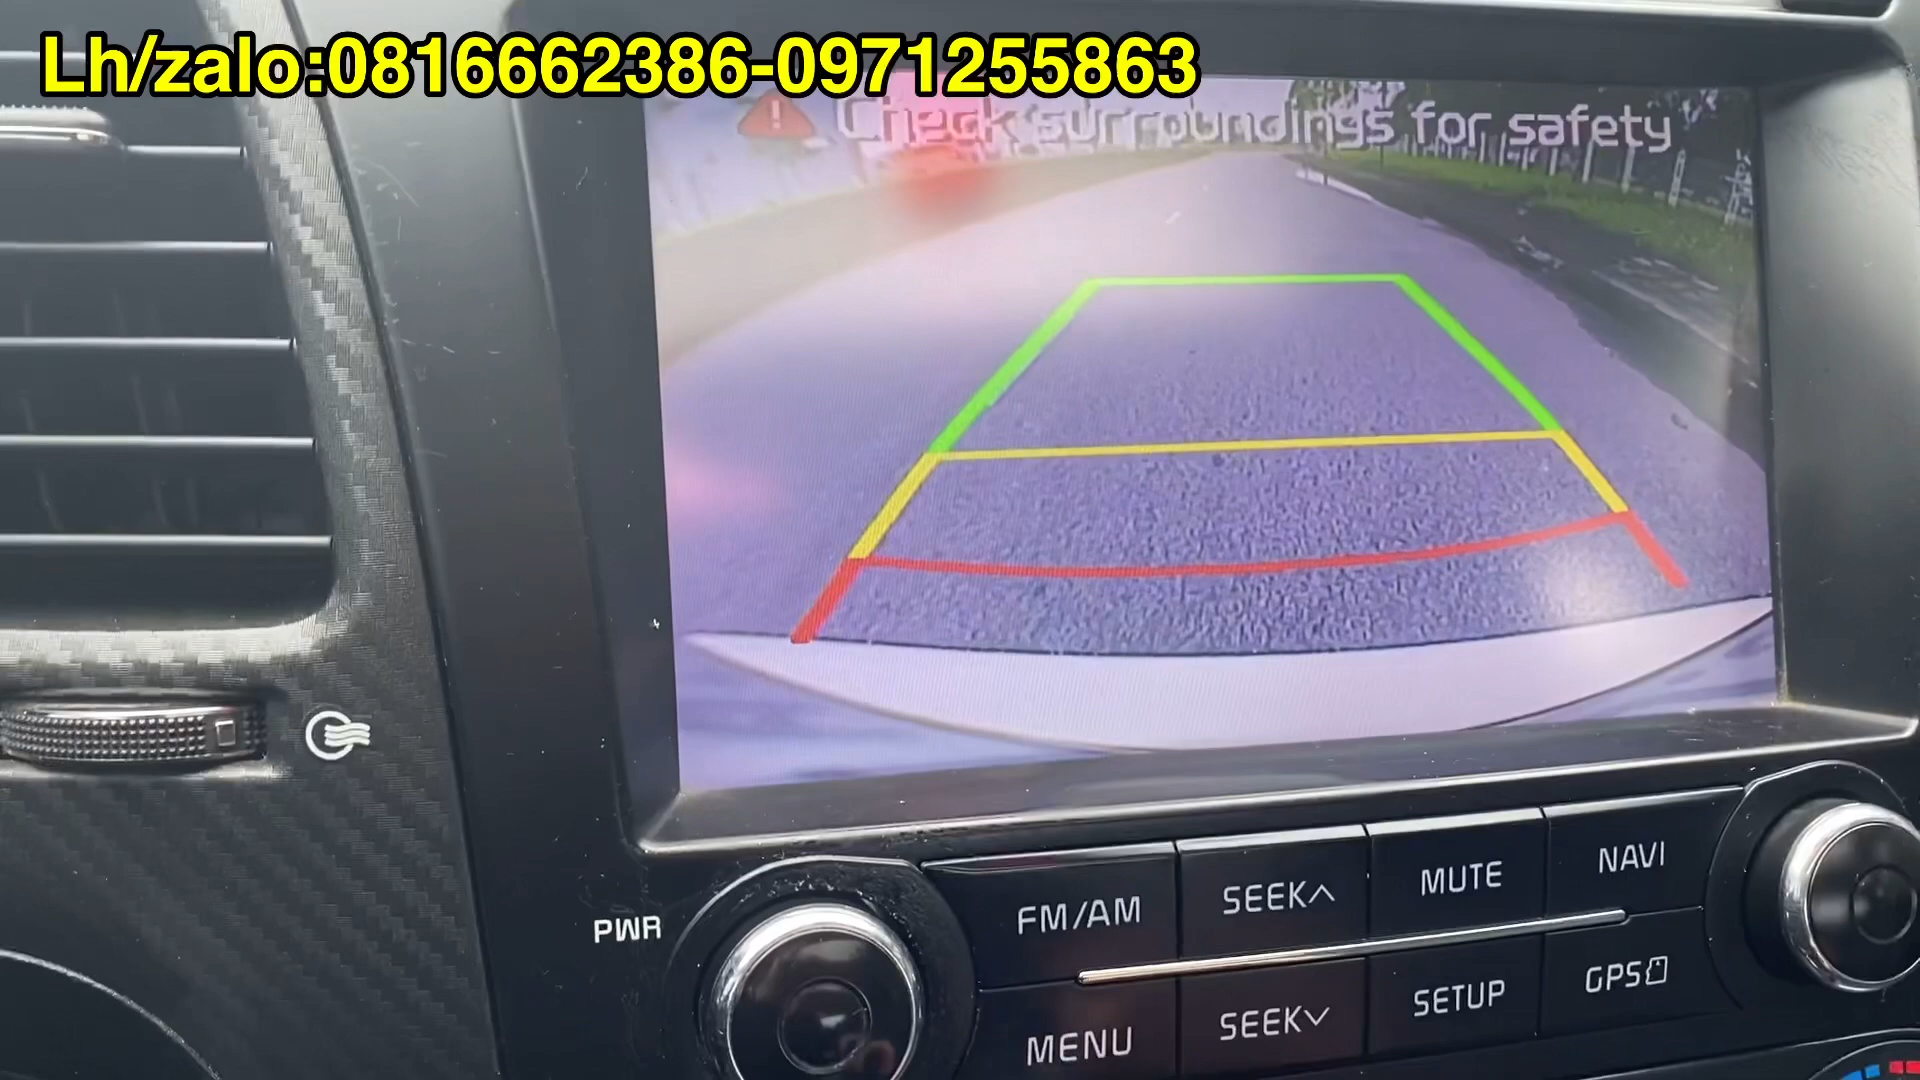 Lh/zalo:0816662386-0971255863
Check surroundings for safety
PWR
FM/AM
SEEK
MUTE
NAVI
MENU
SEEK
SETUP
GPS